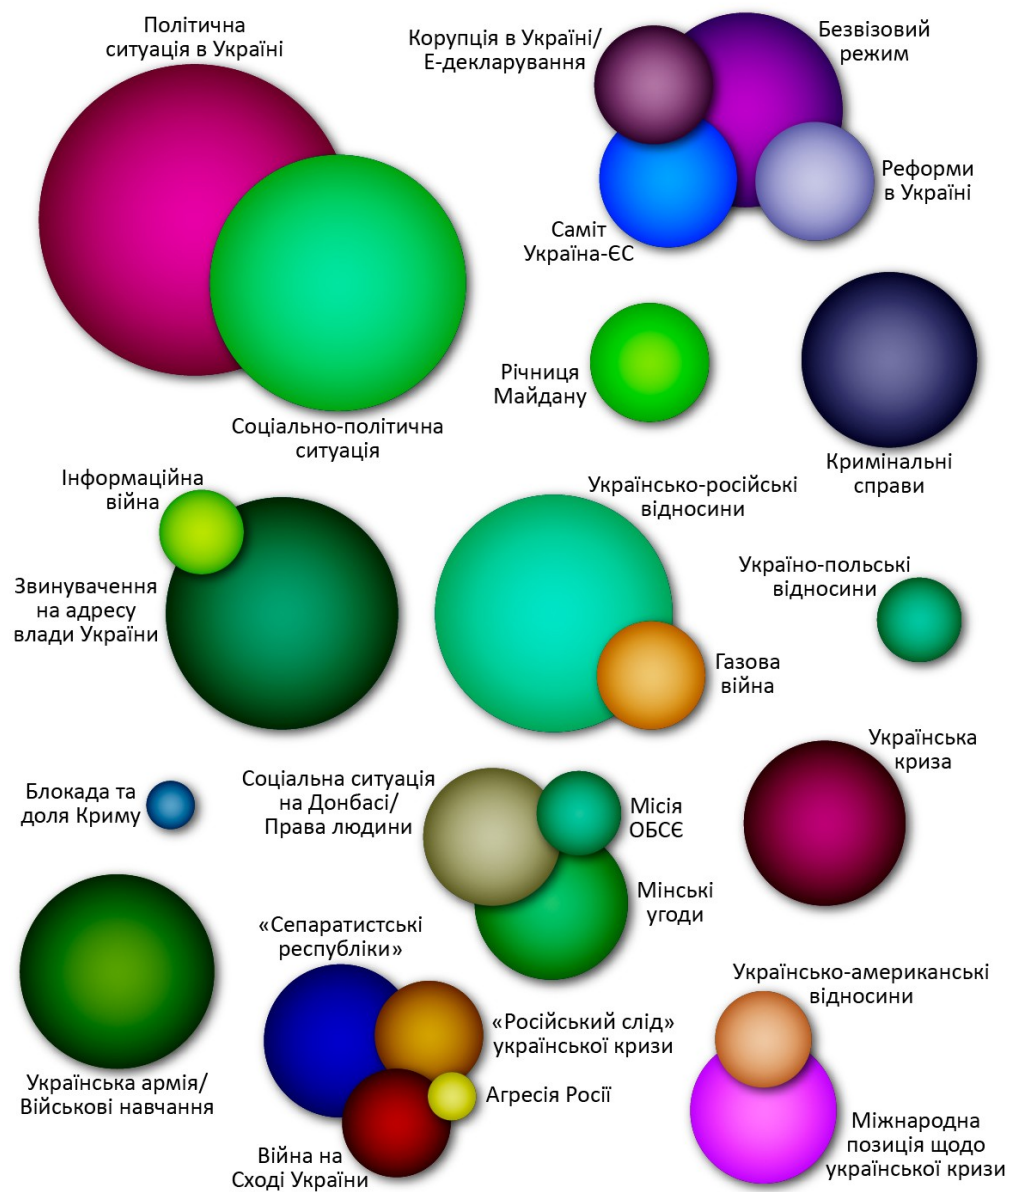 Політична
ситуація в Україні
Корупція в Україні/
Е-декларування
Безвізовий
режим
Реформи
в Україні
Саміт
Україна-ЄС
Соціально-політична
ситуація
Річниця
Майдану
Кримінальні
справи
Інформаційна
війна
Звинувачення
на адресу
влади України
Українсько-російські
відносини
Газова
війна
Україно-польські
відносини
Українська
криза
Блокада та
доля Криму
Соціальна ситуація
на Донбасі/
Права людини
Місія
ОБСЄ
Мінські
угоди
Українська армія/
Військові навчання
«Сепаратистські
республіки»
«Російський слід»
української кризи
Агресія Росії
Війна на
Сході України
Українсько-американські
відносини
Міжнародна
позиція щодо
української кризи